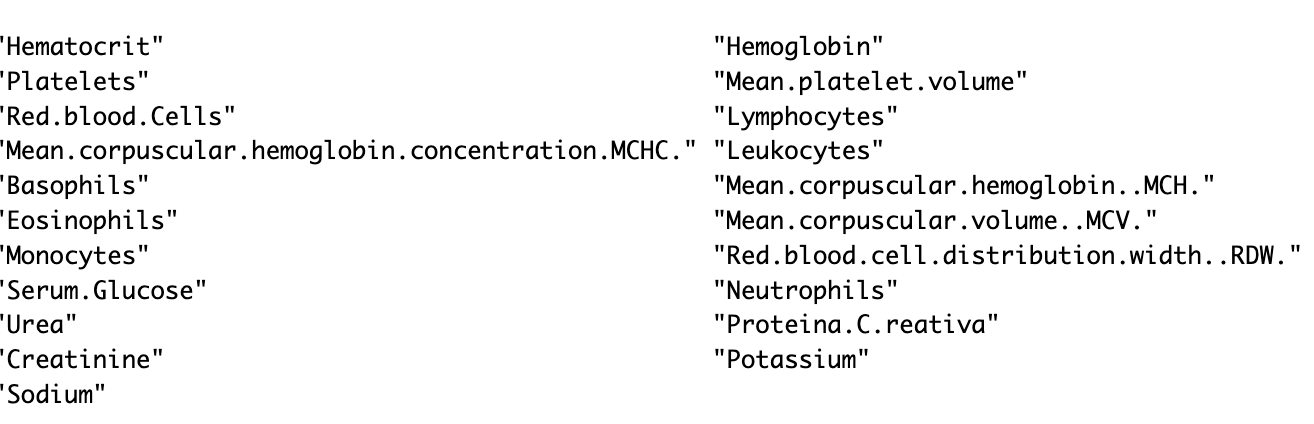 "Hematocrit" "Hemoglobin"
"Platelets" "Mean.platelet.volume"
"Red.blood.Cells" "Lymphocytes"
"Mean.corpuscular.hemoglobin.concentration.MCHC." "Leukocytes"
"Basophils" "Mean.corpuscular.hemoglobin..MCH."
"Eosinophils" "Mean.corpuscular.volume..MCV."
"Monocytes" "Red.blood.cell.distribution.width..RDW."
"Serum.Glucose" "Neutrophils"
"Urea" "Proteina.C.reativa"
"Creatinine" "Potassium"
"Sodium"